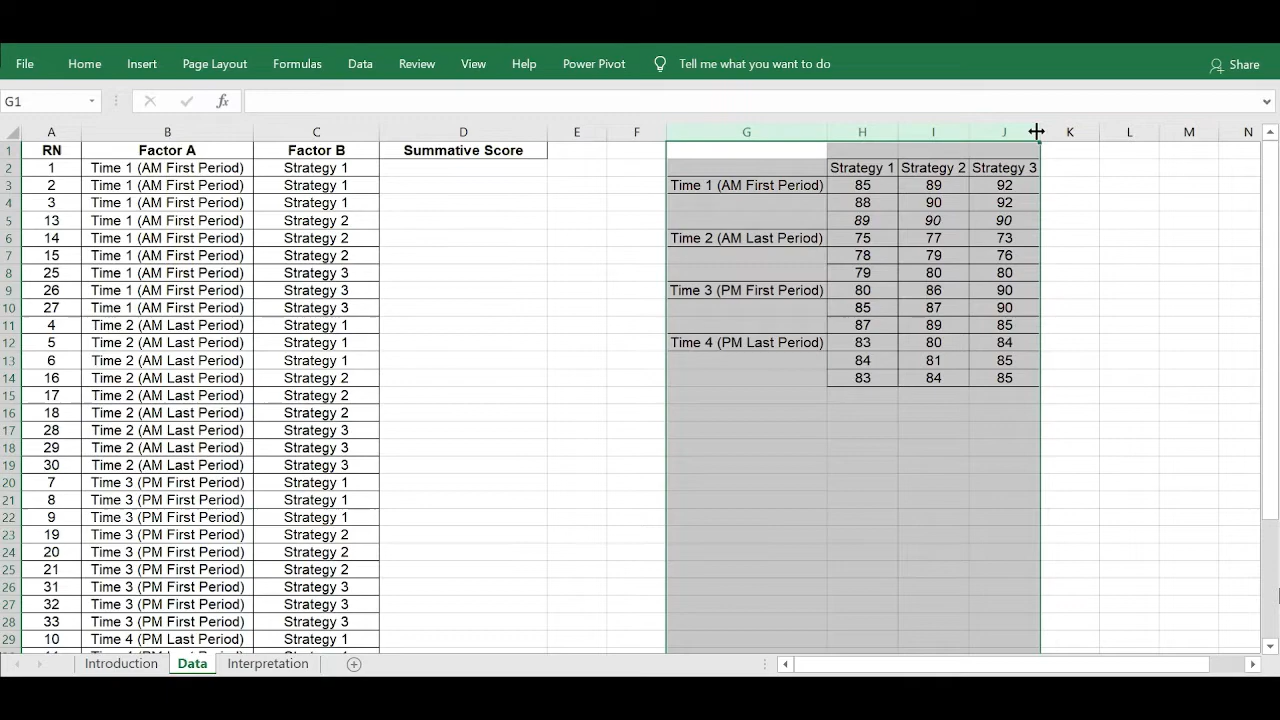 File Home Insert Page Layout Formulas Data Review View Help Power Pivot Tell me what you want to do Share
G1 fx
A B C D E F G H I J K L M N
1 RN Factor A Factor B Summative Score
2 1 Time 1 (AM First Period) Strategy 1 Strategy 1 Strategy 2 Strategy 3
3 2 Time 1 (AM First Period) Strategy 1 Time 1 (AM First Period) 85 89 92
4 3 Time 1 (AM First Period) Strategy 1 88 90 92
5 13 Time 1 (AM First Period) Strategy 2 89 90 90
6 14 Time 1 (AM First Period) Strategy 2 Time 2 (AM Last Period) 75 77 73
7 15 Time 1 (AM First Period) Strategy 2 78 79 76
8 25 Time 1 (AM First Period) Strategy 3 79 80 80
9 26 Time 1 (AM First Period) Strategy 3 Time 3 (PM First Period) 80 86 90
10 27 Time 1 (AM First Period) Strategy 3 85 87 90
11 4 Time 2 (AM Last Period) Strategy 1 87 89 85
12 5 Time 2 (AM Last Period) Strategy 1 Time 4 (PM Last Period) 83 80 84
13 6 Time 2 (AM Last Period) Strategy 1 84 81 85
14 16 Time 2 (AM Last Period) Strategy 2 83 84 85
15 17 Time 2 (AM Last Period) Strategy 2
16 18 Time 2 (AM Last Period) Strategy 2
17 28 Time 2 (AM Last Period) Strategy 3
18 29 Time 2 (AM Last Period) Strategy 3
19 30 Time 2 (AM Last Period) Strategy 3
20 7 Time 3 (PM First Period) Strategy 1
21 8 Time 3 (PM First Period) Strategy 1
22 9 Time 3 (PM First Period) Strategy 1
23 19 Time 3 (PM First Period) Strategy 2
24 20 Time 3 (PM First Period) Strategy 2
25 21 Time 3 (PM First Period) Strategy 2
26 31 Time 3 (PM First Period) Strategy 3
27 32 Time 3 (PM First Period) Strategy 3
28 33 Time 3 (PM First Period) Strategy 3
29 10 Time 4 (PM Last Period) Strategy 1
Introduction Data Interpretation